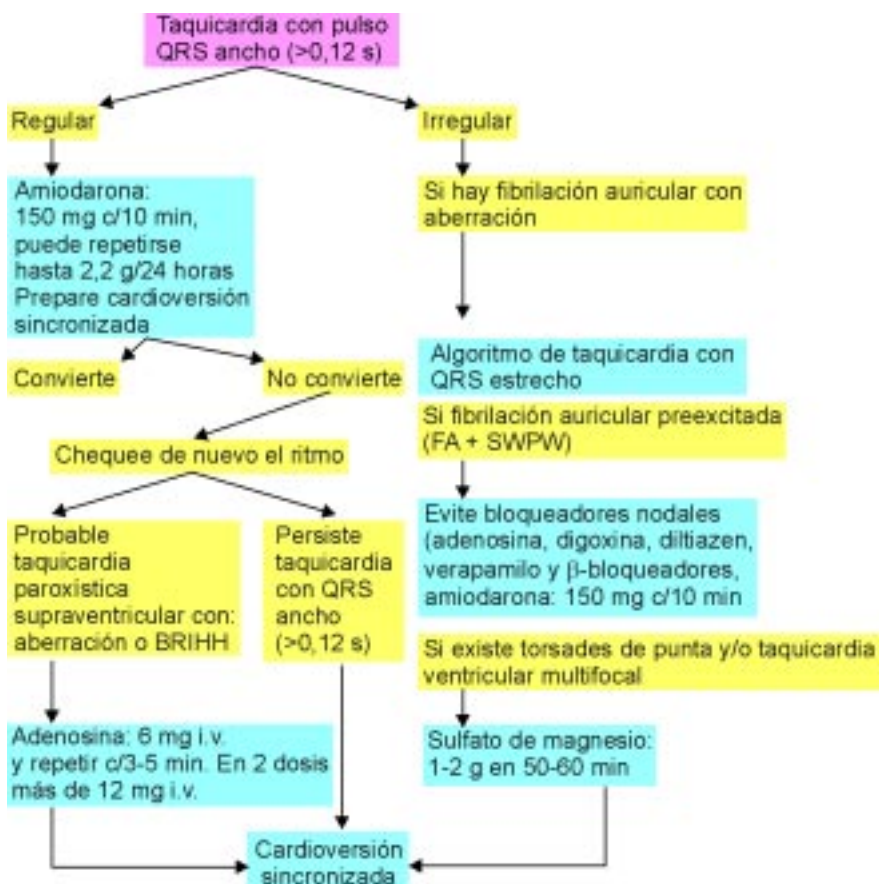 Taquicardia con pulso
QRS ancho (>0,12 s)
Regular
Irregular
Amiodarona:
150 mg c/10 min,
puede repetirse
hasta 2,2 g/24 horas
Prepare cardioversión
sincronizada
Si hay fibrilación auricular con
aberración
Convierte
No convierte
Algoritmo de taquicardia con
QRS estrecho
Si fibrilación auricular preexcitada
(FA + SWPW)
Chequee de nuevo el ritmo
Probable
taquicardia
paroxística
supraventricular con:
aberración o BRIHH
Persiste
taquicardia
con QRS
ancho
(>0,12 s)
Evite bloqueadores nodales
(adenosina, digoxina, diltiazen,
verapamilo y β-bloqueadores,
amiodarona: 150 mg c/10 min
Si existe torsades de punta y/o taquicardia
ventricular multifocal
Adenosina: 6 mg i.v.
y repetir c/3-5 min. En 2 dosis
más de 12 mg i.v.
Sulfato de magnesio:
1-2 g en 50-60 min
Cardioversión
sincronizada